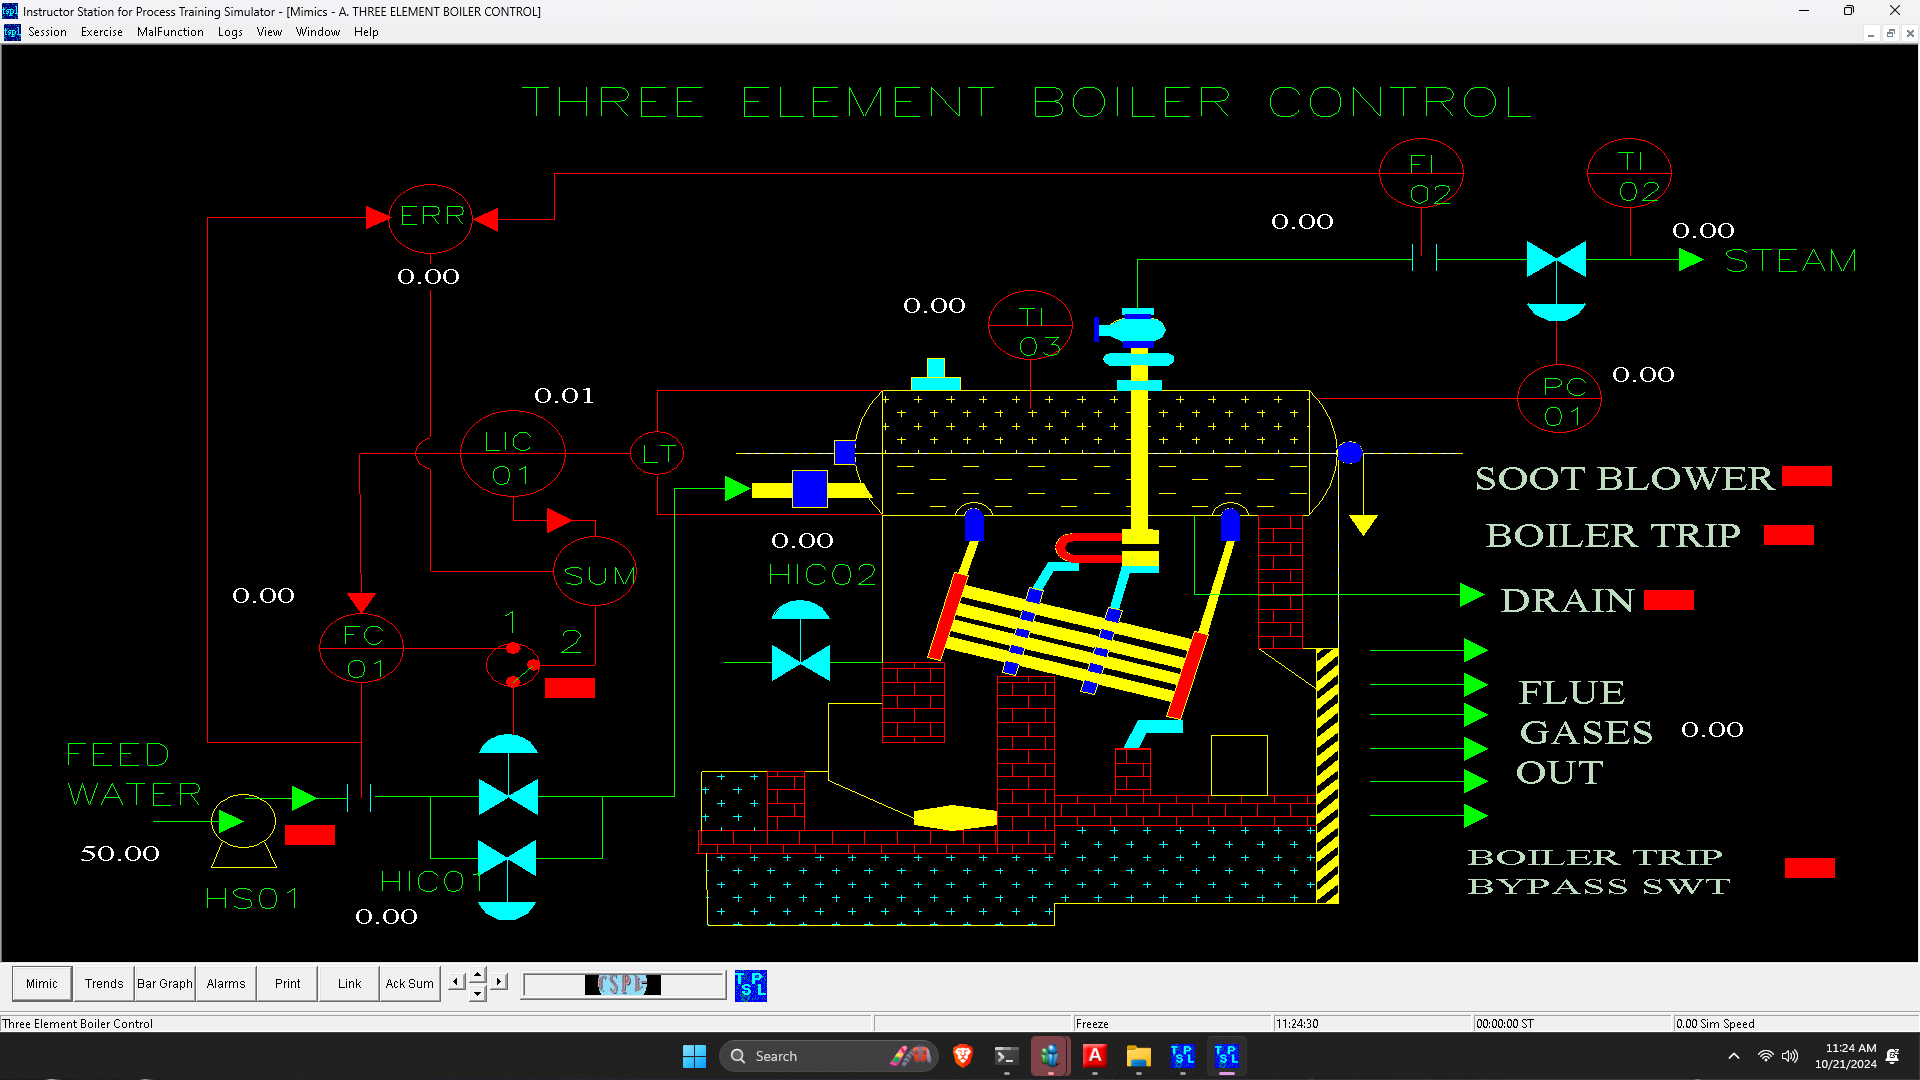 Instructor Station for Process Training Simulator - [Mimics - A. THREE ELEMENT BOILER CONTROL]
Session Exercise MalFunction Logs View Window Help
THREE ELEMENT BOILER CONTROL
FI
02
TI
02
ERR
0.00
0.00
0.00
STEAM
0.00
TI
03
PC
01
0.00
0.01
LIC
01
LT
SOOT BLOWER
BOILER TRIP
0.00
HIC02
SUM
0.00
DRAIN
1
2
FC
01
FLUE
GASES
OUT
0.00
FEED
WATER
50.00
HS01
HIC01
0.00
BOILER TRIP
BYPASS SWT
Mimic Trends Bar Graph Alarms Print Link Ack Sum
TSPL
T P
S L
Three Element Boiler Control Freeze 11:24:30 00:00:00 ST 0.00 Sim Speed
Search
11:24 AM
10/21/2024